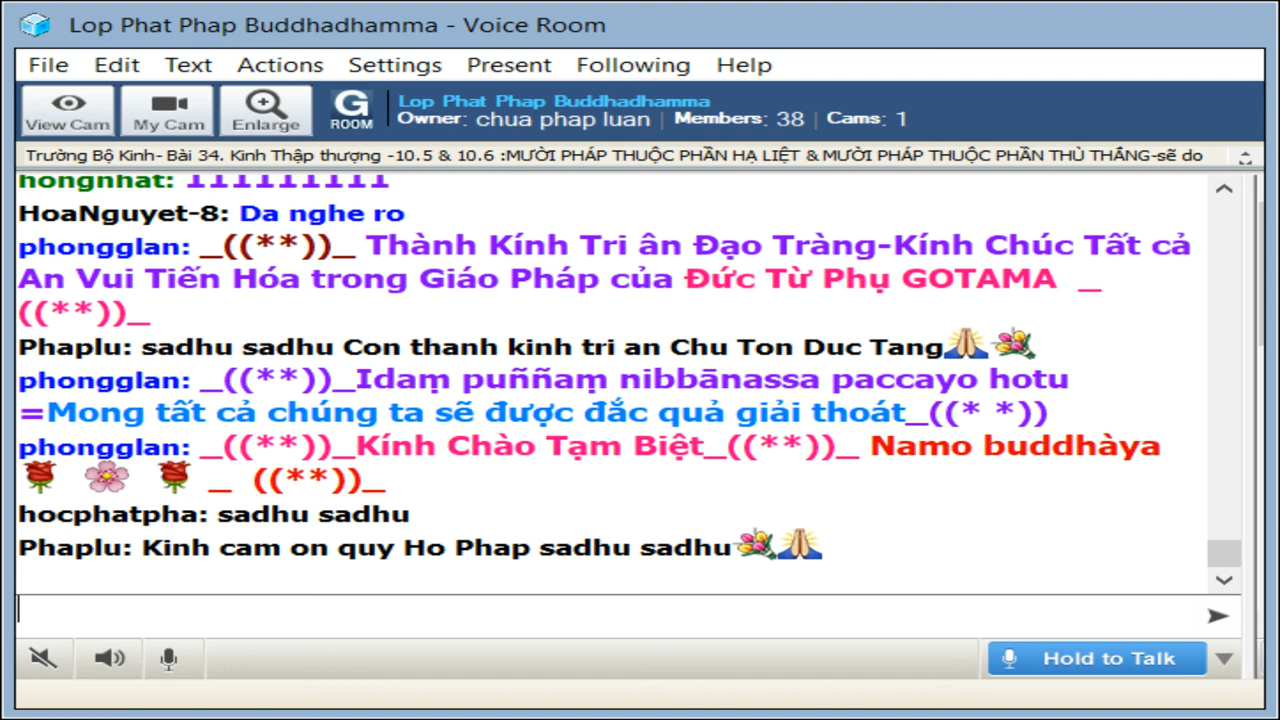 Lop Phat Phap Buddhadhamma - Voice Room
File Edit Text Actions Settings Present Following Help
View Cam My Cam Enlarge G ROOM Lop Phat Phap Buddhadhamma
Owner: chua phap luan | Members: 38 | Cams: 1
Trường Bộ Kinh- Bài 34. Kinh Thập thượng -10.5 & 10.6 :MƯỜI PHÁP THUỘC PHẦN HẠ LIỆT & MƯỜI PHÁP THUỘC PHẦN THÙ THẮNG-sẽ do
hongnhat: 111111111
HoaNguyet-8: Da nghe ro
phongglan: _((**))_ Thành Kính Tri ân Đạo Tràng-Kính Chúc Tất cả
An Vui Tiến Hóa trong Giáo Pháp của Đức Từ Phụ GOTAMA _
((**))_
Phaplu: sadhu sadhu Con thanh kinh tri an Chu Ton Duc Tang🙏💐
phongglan: _((**))_Idaṃ puññaṃ nibbānassa paccayo hotu
=Mong tất cả chúng ta sẽ được đắc quả giải thoát_((* *))
phongglan: _((**))_Kính Chào Tạm Biệt_((**))_ Namo buddhàya
🌹 🌸 🌹 _ ((**))_
hocphatpha: sadhu sadhu
Phaplu: Kinh cam on quy Ho Phap sadhu sadhu💐🙏
Hold to Talk